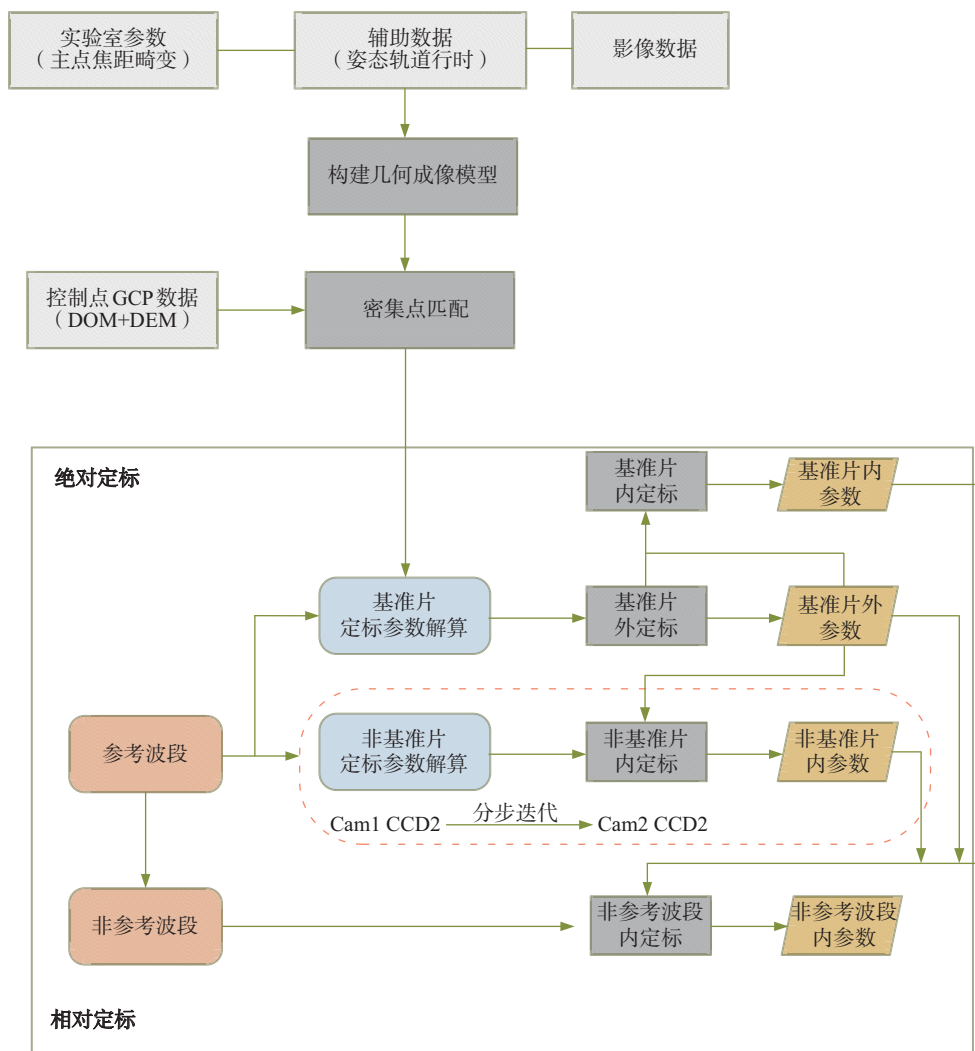 实验室参数
（主点焦距畸变）
辅助数据
（姿态轨道行时）
影像数据
构建几何成像模型
控制点GCP数据
（DOM+DEM）
密集点匹配
绝对定标
基准片
内定标
基准片内
参数
基准片
定标参数解算
基准片
外定标
基准片外
参数
参考波段
非基准片
定标参数解算
非基准片
内定标
非基准片
内参数
Cam1 CCD2
分步迭代
Cam2 CCD2
非参考波段
非参考波段
内定标
非参考波段
内参数
相对定标